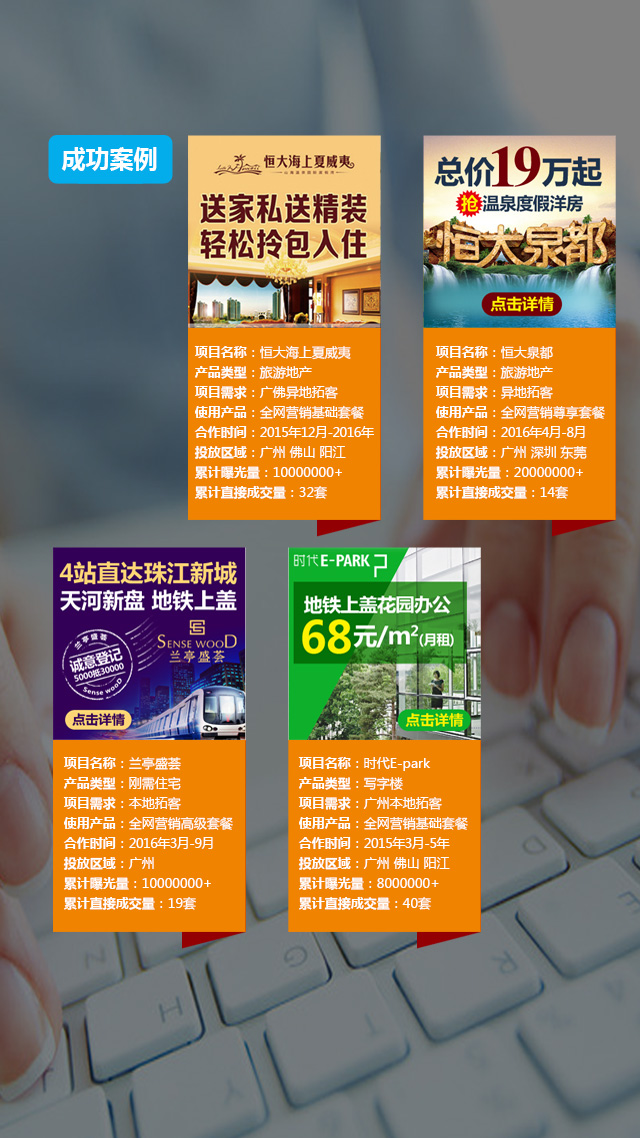 成功案例
恒大海上夏威夷
送家私送精装
轻松拎包入住
项目名称：恒大海上夏威夷
产品类型：旅游地产
项目需求：广佛异地拓客
使用产品：全网营销基础套餐
合作时间：2015年12月-2016年
投放区域：广州 佛山 阳江
累计曝光量：10000000+
累计直接成交量：32套
总价19万起
抢温泉度假洋房
恒大泉都
点击详情
项目名称：恒大泉都
产品类型：旅游地产
项目需求：异地拓客
使用产品：全网营销尊享套餐
合作时间：2016年4月-8月
投放区域：广州 深圳 东莞
累计曝光量：20000000+
累计直接成交量：14套
4站直达珠江新城
天河新盘 地铁上盖
SENSE WOOD
兰亭盛荟
兰亭盛荟
诚意登记
5000抵30000
Sense wooD
点击详情
项目名称：兰亭盛荟
产品类型：刚需住宅
项目需求：本地拓客
使用产品：全网营销高级套餐
合作时间：2016年3月-9月
投放区域：广州
累计曝光量：10000000+
累计直接成交量：19套
时代E-PARK
地铁上盖花园办公
68元/m²(月租)
点击详情
项目名称：时代E-park
产品类型：写字楼
项目需求：广州本地拓客
使用产品：全网营销基础套餐
合作时间：2015年3月-5年
投放区域：广州 佛山 阳江
累计曝光量：8000000+
累计直接成交量：40套